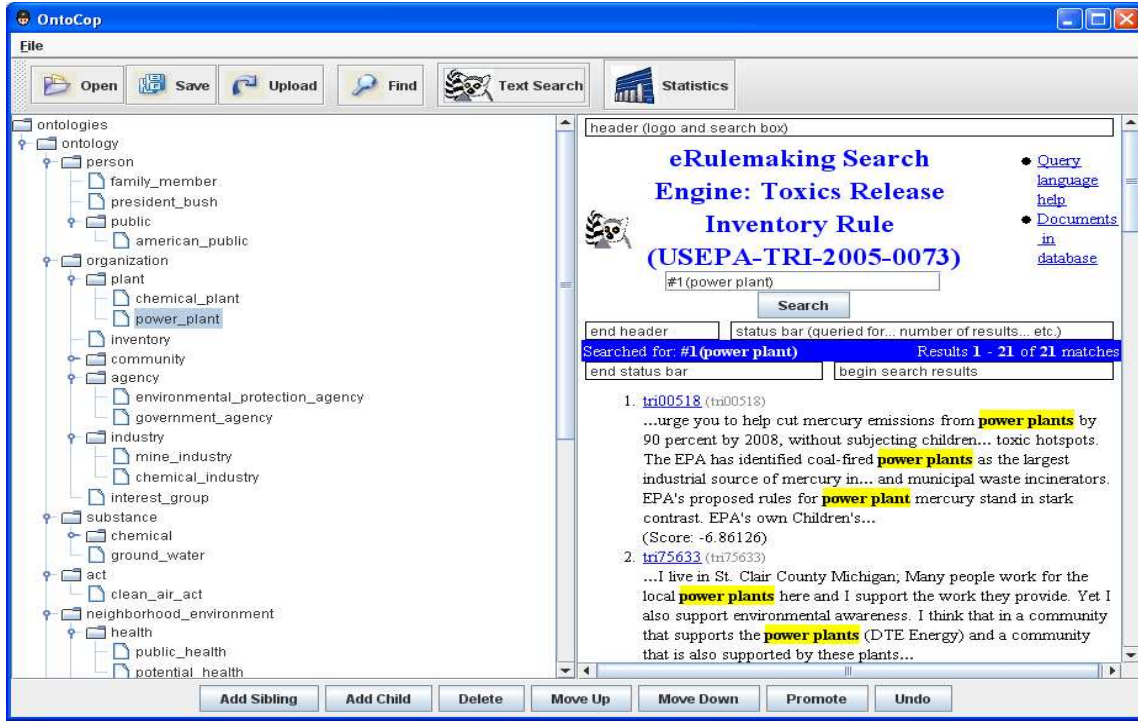 OntoCop
File
Open Save Upload Find Text Search Statistics
ontologies
ontology
person
family_member
president_bush
public
american_public
organization
plant
chemical_plant
power_plant
inventory
community
agency
environmental_protection_agency
government_agency
industry
mine_industry
chemical_industry
interest_group
substance
chemical
ground_water
act
clean_air_act
neighborhood_environment
health
public_health
potential_health
header (logo and search box)
eRulemaking Search
Engine: Toxics Release
Inventory Rule
(USEPA-TRI-2005-0073)
Query
language
help
Documents
in
database
#1(power plant)
Search
end header
status bar (queried for... number of results... etc.)
Searched for: #1(power plant) Results 1 - 21 of 21 matches
end status bar
begin search results
1. tri00518 (tri00518)
...urge you to help cut mercury emissions from power plants by
90 percent by 2008, without subjecting children... toxic hotspots.
The EPA has identified coal-fired power plants as the largest
industrial source of mercury in... and municipal waste incinerators.
EPA's proposed rules for power plant mercury stand in stark
contrast. EPA's own Children's...
(Score: -6.86126)
2. tri75633 (tri75633)
...I live in St. Clair County Michigan; Many people work for the
local power plants here and I support the work they provide. Yet I
also support environmental awareness. I think that in a community
that supports the power plants (DTE Energy) and a community
that is also supported by these plants...
Add Sibling Add Child Delete Move Up Move Down Promote Undo